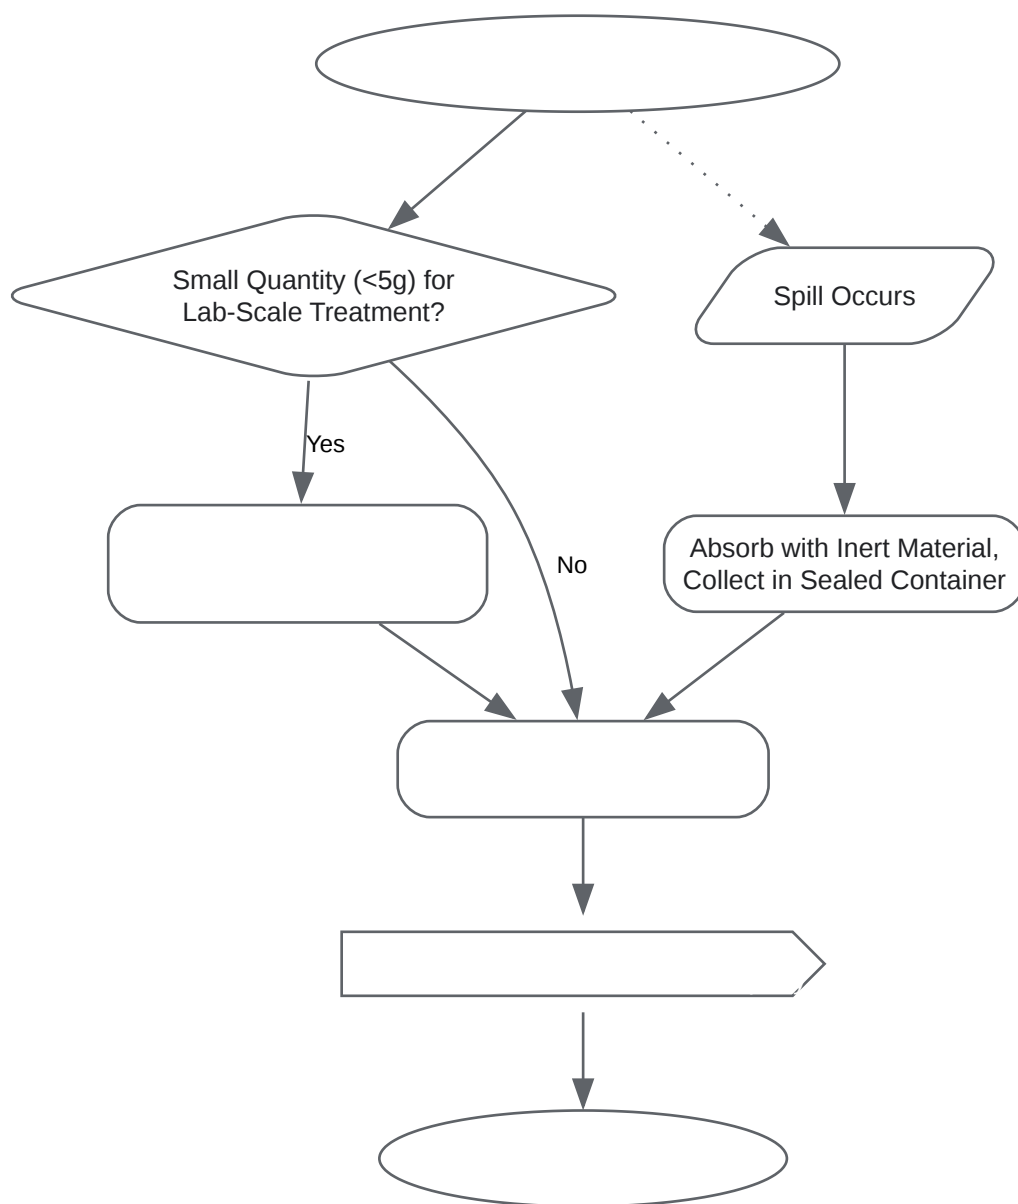 Small Quantity (<5g) for
Lab-Scale Treatment?
Spill Occurs
Yes
No
Absorb with Inert Material,
Collect in Sealed Container